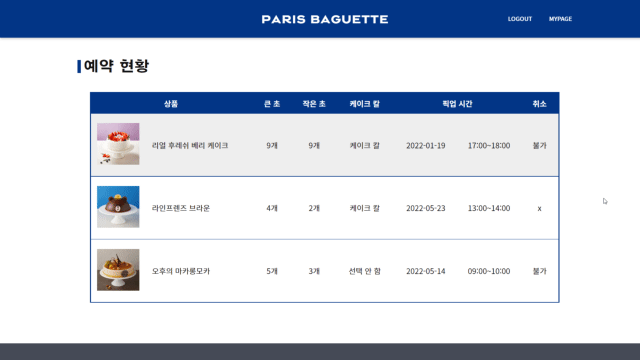 PARIS BAGUETTE
LOGOUT MYPAGE
예약 현황
상품 큰 초 작은 초 케이크 칼 픽업 시간 취소
리얼 후레쉬 베리 케이크 9개 9개 케이크 칼 2022-01-19 17:00~18:00 불가
라인프렌즈 브라운 4개 2개 케이크 칼 2022-05-23 13:00~14:00 x
오후의 마카롱모카 5개 3개 선택 안 함 2022-05-14 09:00~10:00 불가